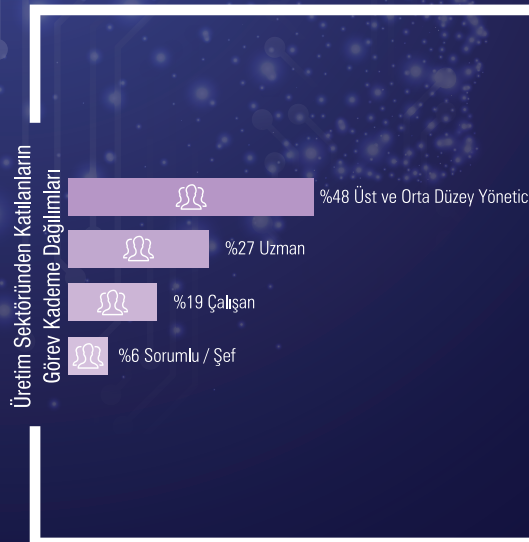 Üretim Sektöründen Katılanların
Görev Kademe Dağılımları
%48 Üst ve Orta Düzey Yönetic
%27 Uzman
%19 Çalışan
%6 Sorumlu / Şef